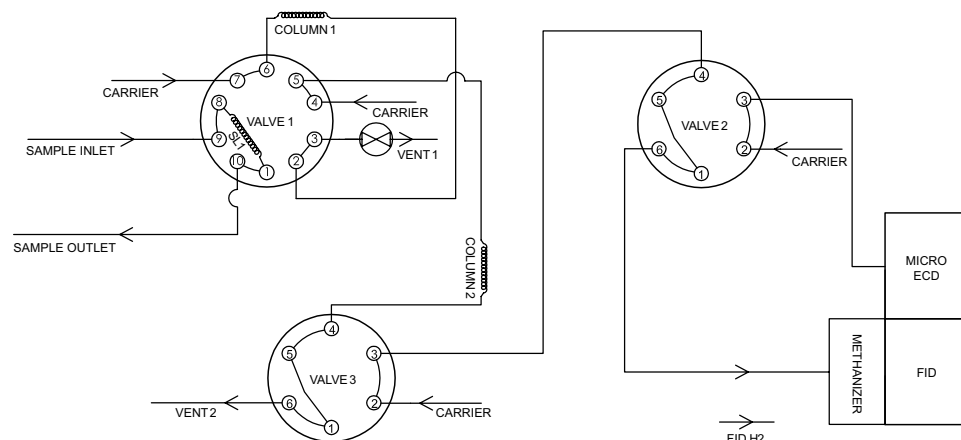 COLUMN 1
6
7
5
CARRIER
8
4
CARRIER
VALVE 1
SAMPLE INLET
9
SL1
3
VENT 1
10
1
2
SAMPLE OUTLET
4
5
3
VALVE 2
6
2
CARRIER
1
COLUMN 2
MICRO
ECD
4
5
3
VALVE 3
6
2
VENT 2
CARRIER
1
METHANIZER
FID
FID H2